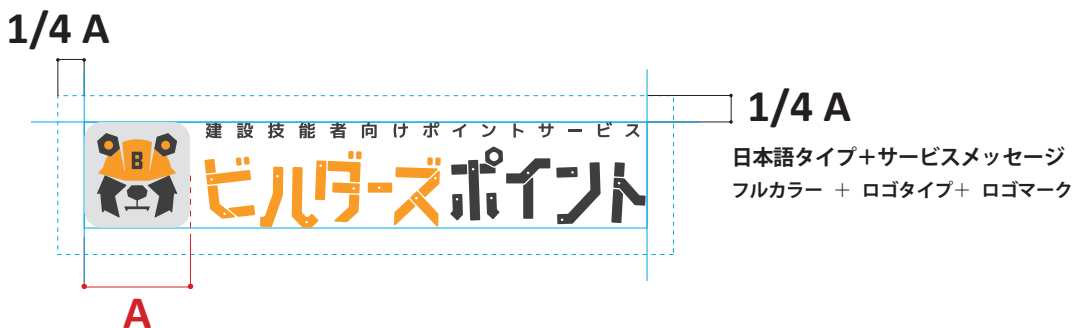 1/4 A
1/4 A
建設技能者向けポイントサービス
B
ビルダーズポイント
日本語タイプ+サービスメッセージ
フルカラー + ロゴタイプ+ ロゴマーク
A